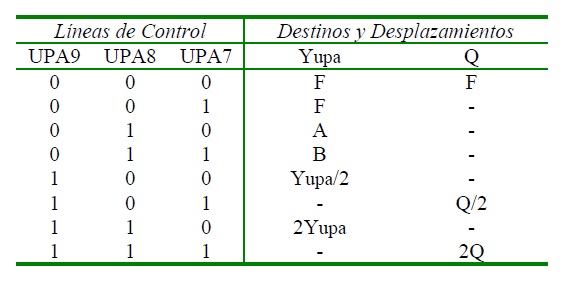 Líneas de Control Destinos y Desplazamientos
UPA9 UPA8 UPA7 Yupa Q
0 0 0 F F
0 0 1 F -
0 1 0 A -
0 1 1 B -
1 0 0 Yupa/2 -
1 0 1 - Q/2
1 1 0 2Yupa -
1 1 1 - 2Q